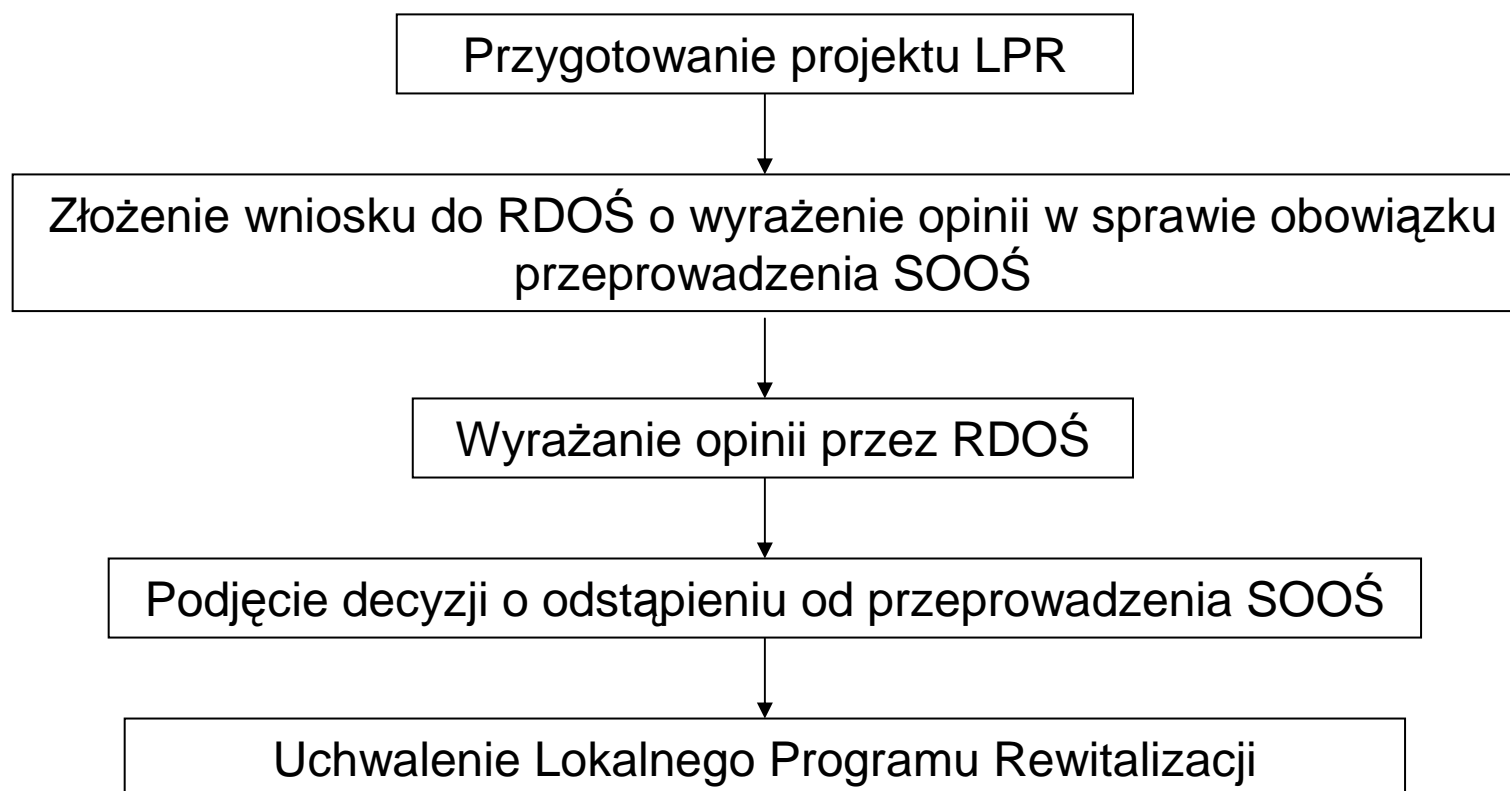 Przygotowanie projektu LPR
Złożenie wniosku do RDOŚ o wyrażenie opinii w sprawie obowiązku
przeprowadzenia SOOŚ
Wyrażanie opinii przez RDOŚ
Podjęcie decyzji o odstąpieniu od przeprowadzenia SOOŚ
Uchwalenie Lokalnego Programu Rewitalizacji